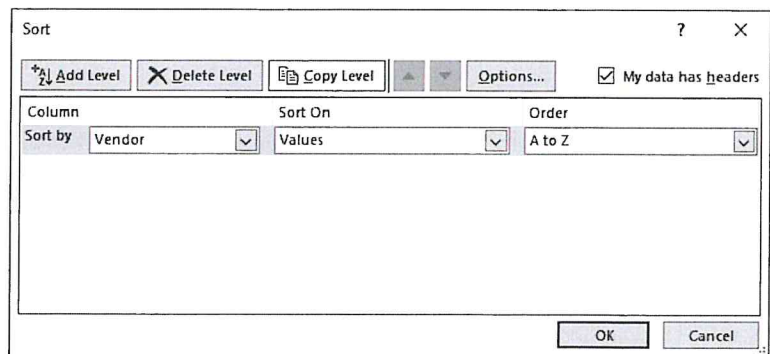 Sort ? ×
Add Level Delete Level Copy Level Options... My data has headers
Column Sort On Order
Sort by Vendor Values A to Z
OK Cancel